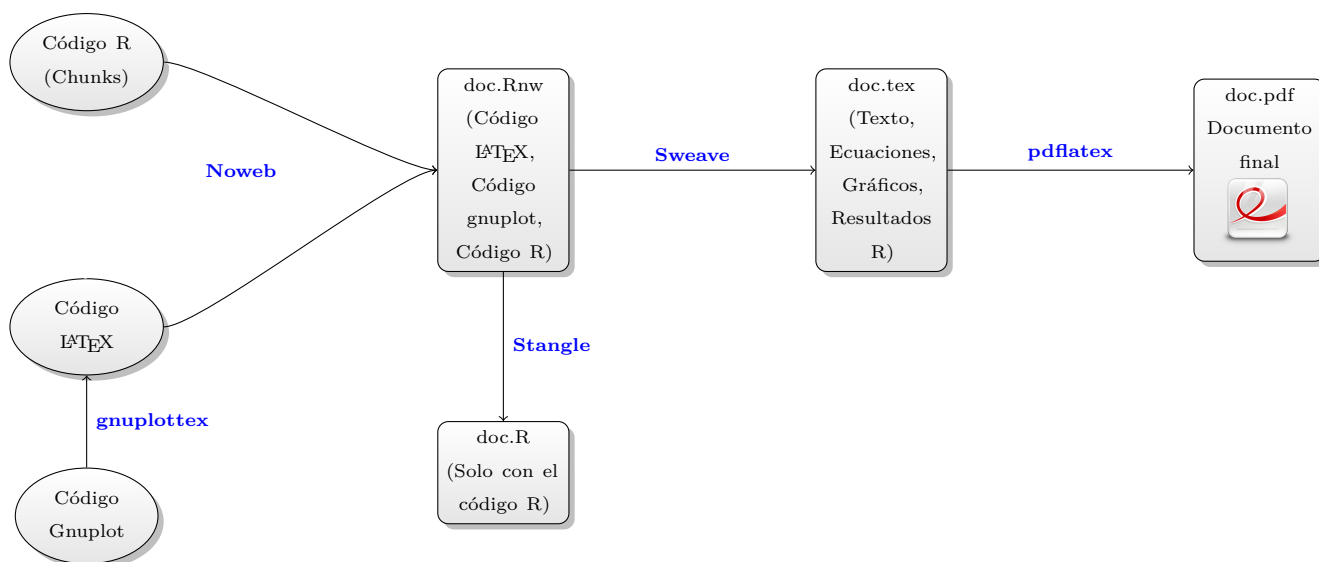 Código R
(Chunks)
Noweb
Código
LATEX
gnuplottex
Código
Gnuplot
doc.Rnw
(Código
LATEX,
Código
gnuplot,
Código R)
Stangle
doc.R
(Solo con el
código R)
Sweave
doc.tex
(Texto,
Ecuaciones,
Gráficos,
Resultados
R)
pdflatex
doc.pdf
Documento
final